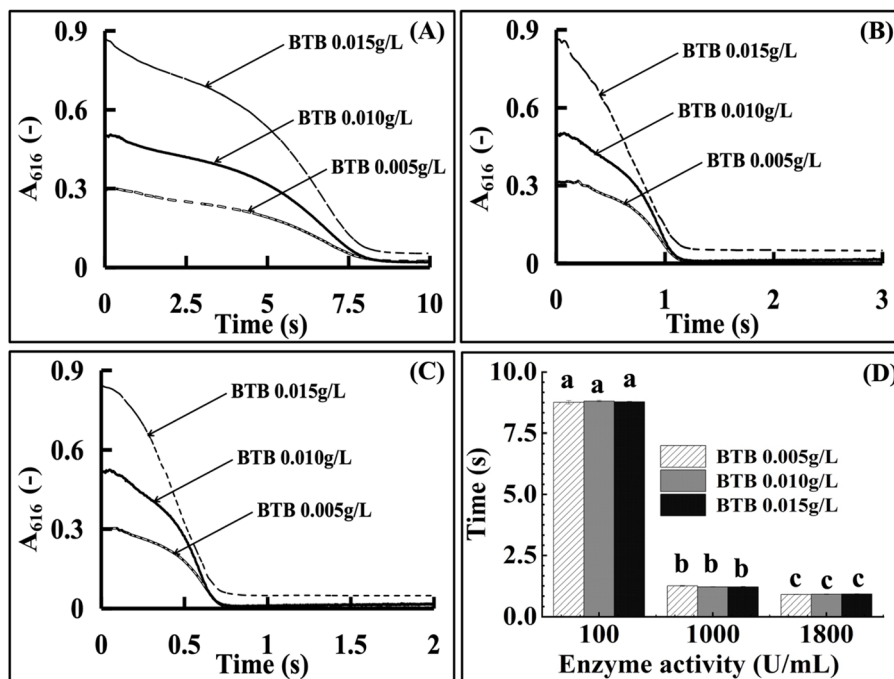 (A)
0.9
0.6
0.3
0
A616 (-)
BTB 0.015g/L
BTB 0.010g/L
BTB 0.005g/L
0 2.5 5 7.5 10
Time (s)
(B)
0.9
0.6
0.3
0
A616 (-)
BTB 0.015g/L
BTB 0.010g/L
BTB 0.005g/L
0 1 2 3
Time (s)
(C)
0.9
0.6
0.3
0
A616 (-)
BTB 0.015g/L
BTB 0.010g/L
BTB 0.005g/L
0 0.5 1 1.5 2
Time (s)
(D)
10.0
7.5
5.0
2.5
0.0
Time (s)
a a a
b b b
c c c
BTB 0.005g/L
BTB 0.010g/L
BTB 0.015g/L
100 1000 1800
Enzyme activity (U/mL)